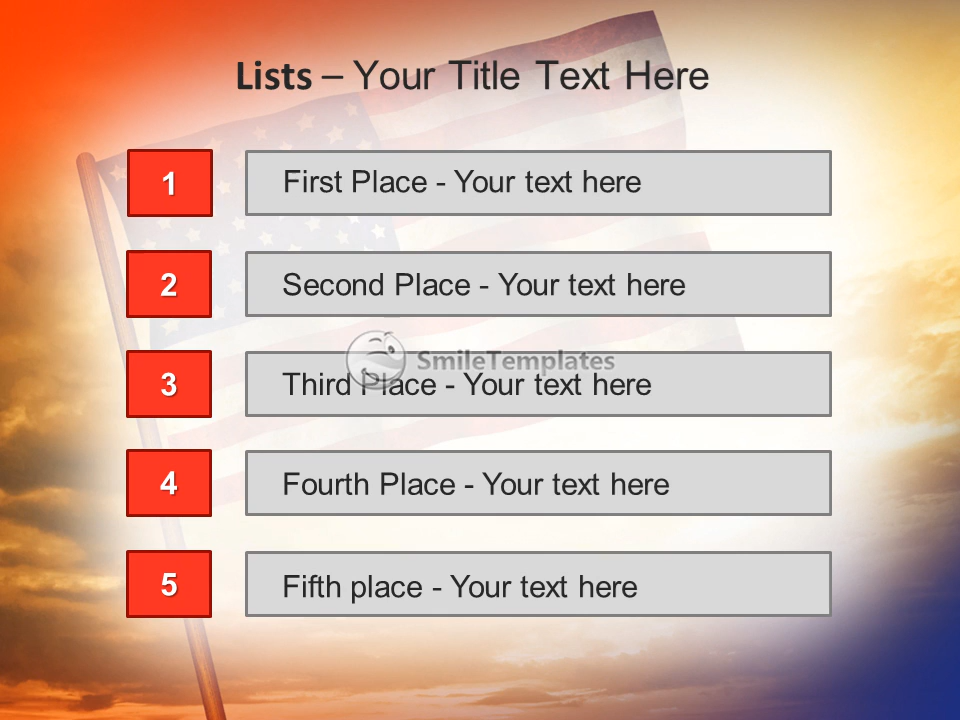 Lists – Your Title Text Here
1 First Place - Your text here
2 Second Place - Your text here
SmileTemplates
3 Third Place - Your text here
4 Fourth Place - Your text here
5 Fifth place - Your text here